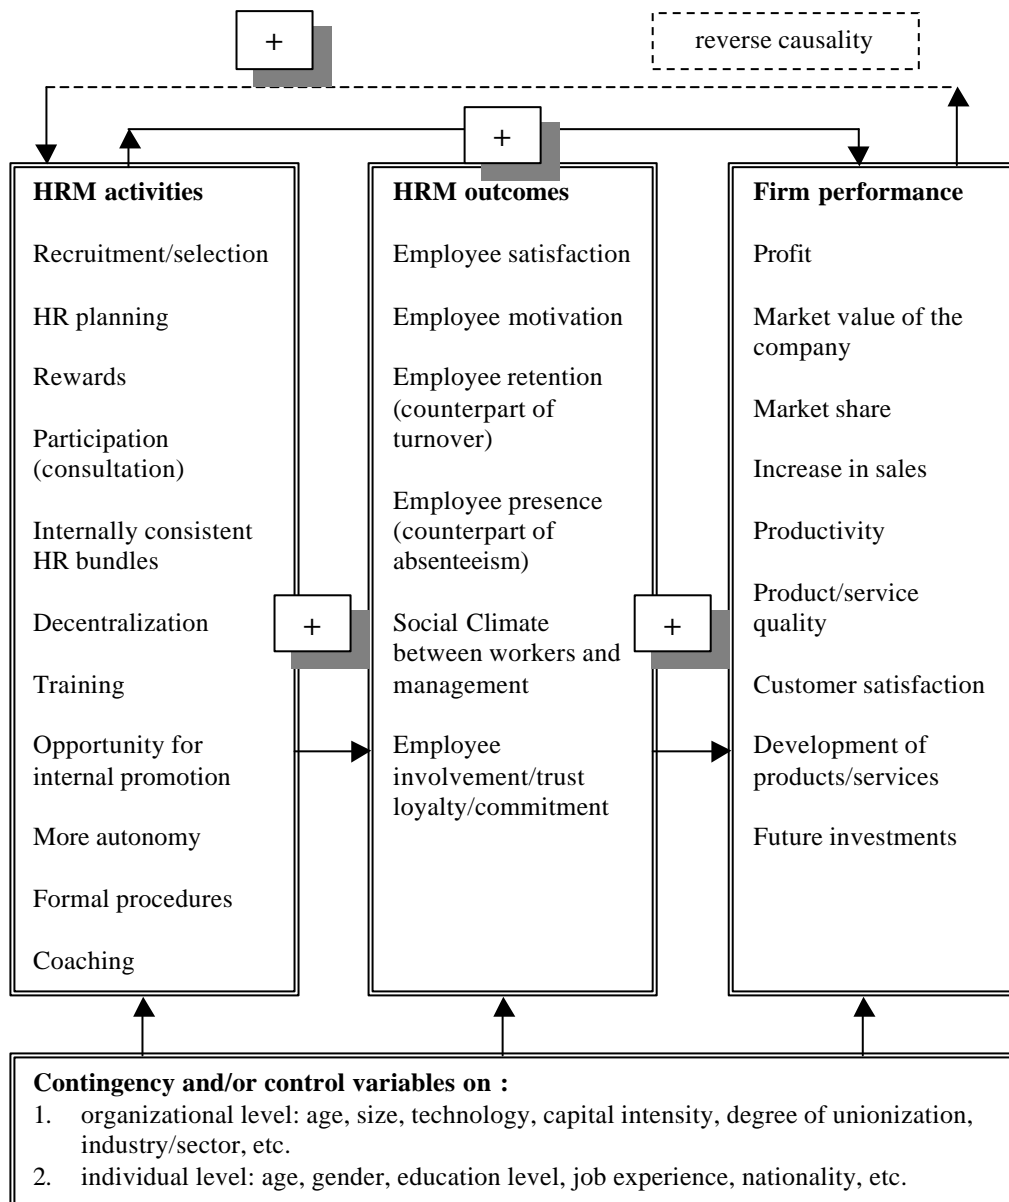 +
reverse causality
+
HRM activities
Recruitment/selection
HR planning
Rewards
Participation
(consultation)
Internally consistent
HR bundles
Decentralization
Training
Opportunity for
internal promotion
More autonomy
Formal procedures
Coaching
+
HRM outcomes
Employee satisfaction
Employee motivation
Employee retention
(counterpart of
turnover)
Employee presence
(counterpart of
absenteeism)
Social Climate
between workers and
management
Employee
involvement/trust
loyalty/commitment
+
Firm performance
Profit
Market value of the
company
Market share
Increase in sales
Productivity
Product/service
quality
Customer satisfaction
Development of
products/services
Future investments
Contingency and/or control variables on :
1. organizational level: age, size, technology, capital intensity, degree of unionization,
industry/sector, etc.
2. individual level: age, gender, education level, job experience, nationality, etc.